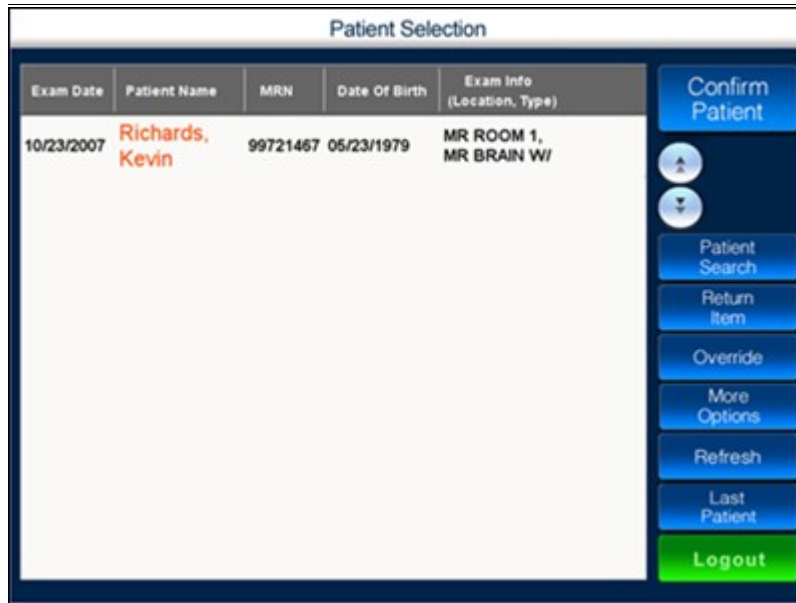 Patient Selection
Exam Date
Patient Name
MRN
Date Of Birth
Exam Info
(Location, Type)
10/23/2007
Richards,
Kevin
99721467
05/23/1979
MR ROOM 1,
MR BRAIN W/
Confirm
Patient
Patient
Search
Return
Item
Override
More
Options
Refresh
Last
Patient
Logout